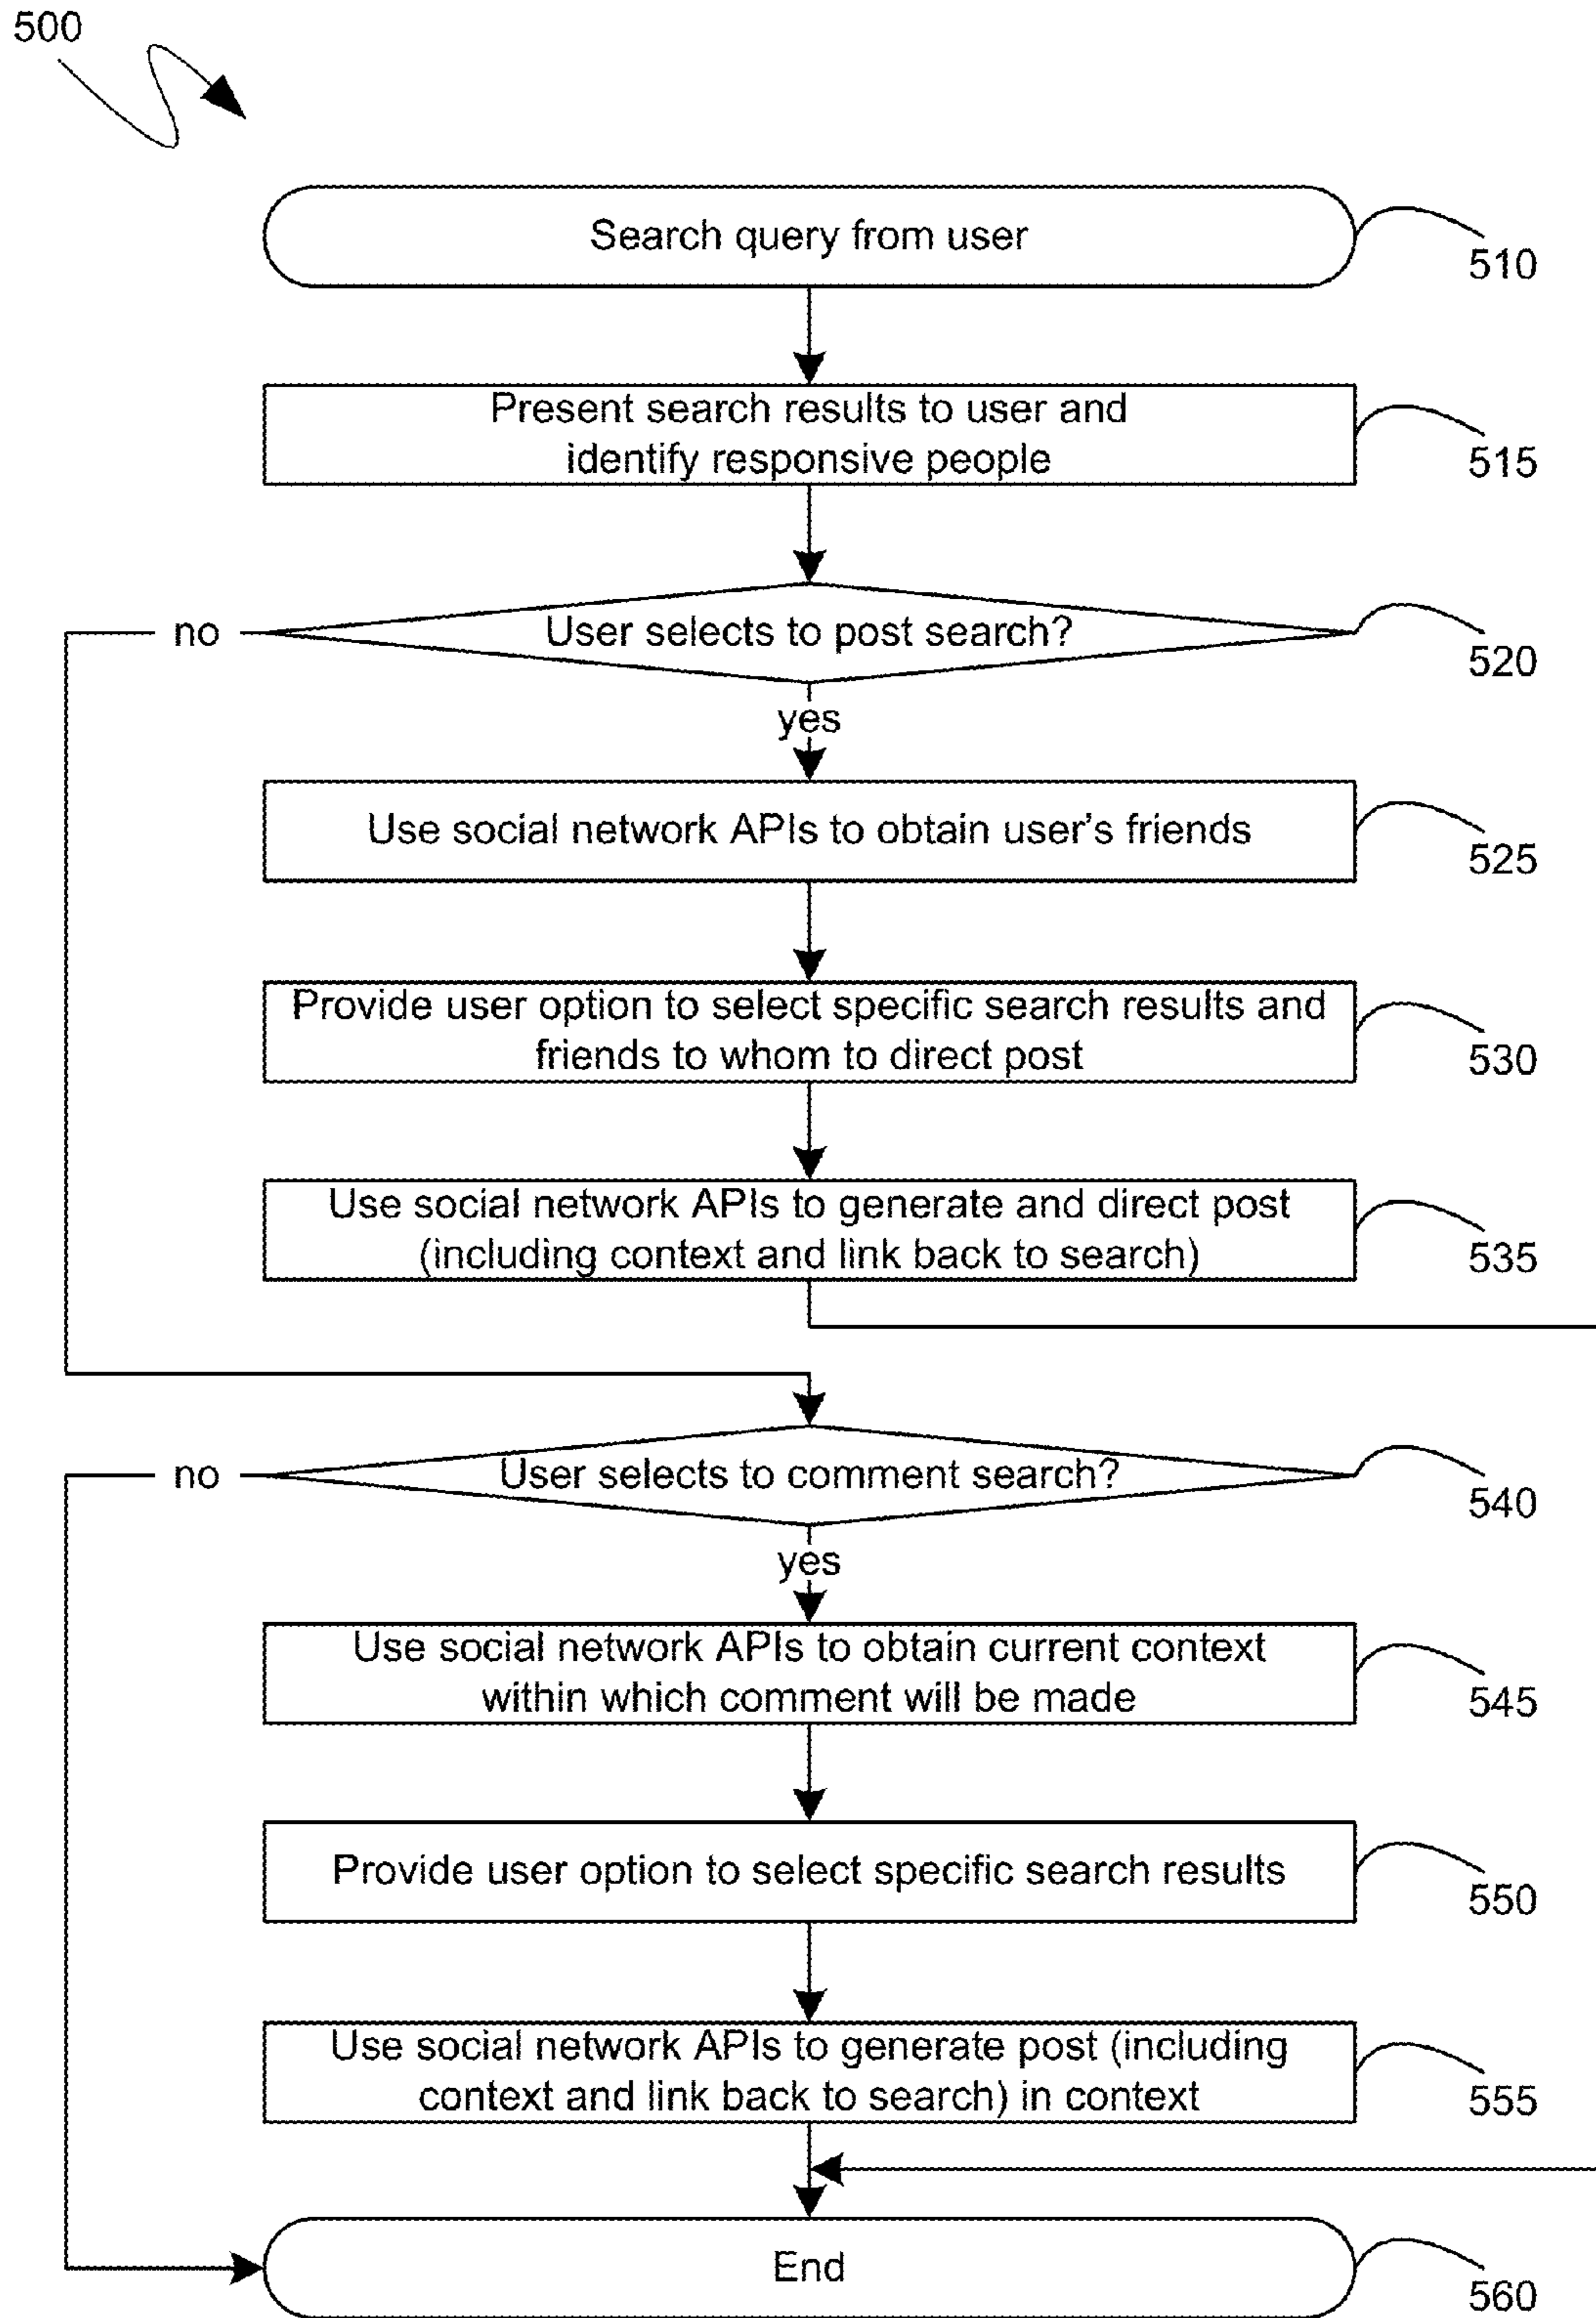 500
Search query from user
510
Present search results to user and
identify responsive people
515
no
User selects to post search?
520
yes
Use social network APIs to obtain user's friends
525
Provide user option to select specific search results and
friends to whom to direct post
530
Use social network APIs to generate and direct post
(including context and link back to search)
535
no
User selects to comment search?
540
yes
Use social network APIs to obtain current context
within which comment will be made
545
Provide user option to select specific search results
550
Use social network APIs to generate post (including
context and link back to search) in context
555
End
560